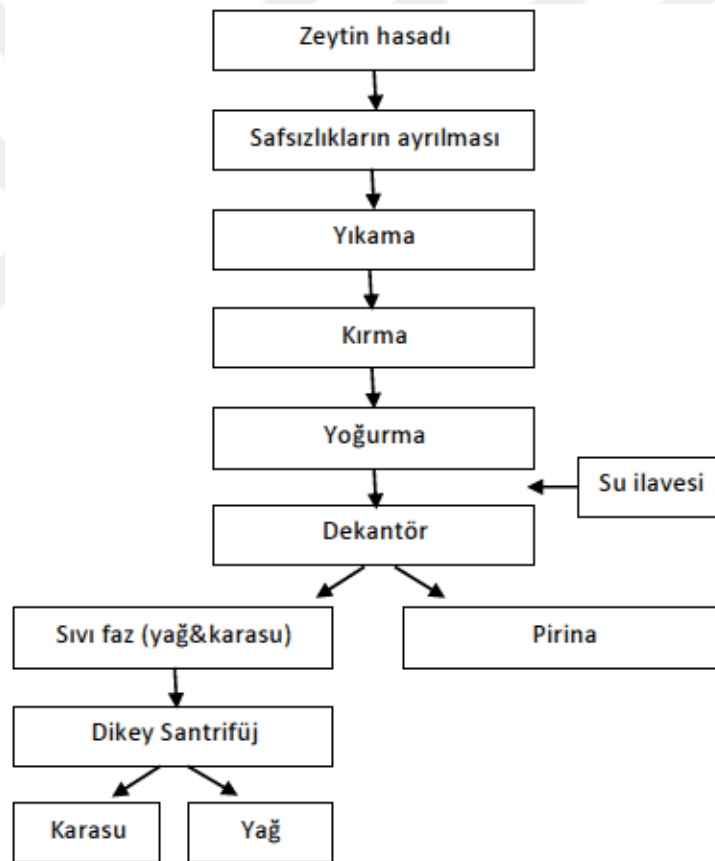 Zeytin hasadı
Safsızlıkların ayrılması
Yıkama
Kırma
Yoğurma
Su ilavesi
Dekantör
Sıvı faz (yağ&karasu)
Pirina
Dikey Santrifüj
Karasu
Yağ